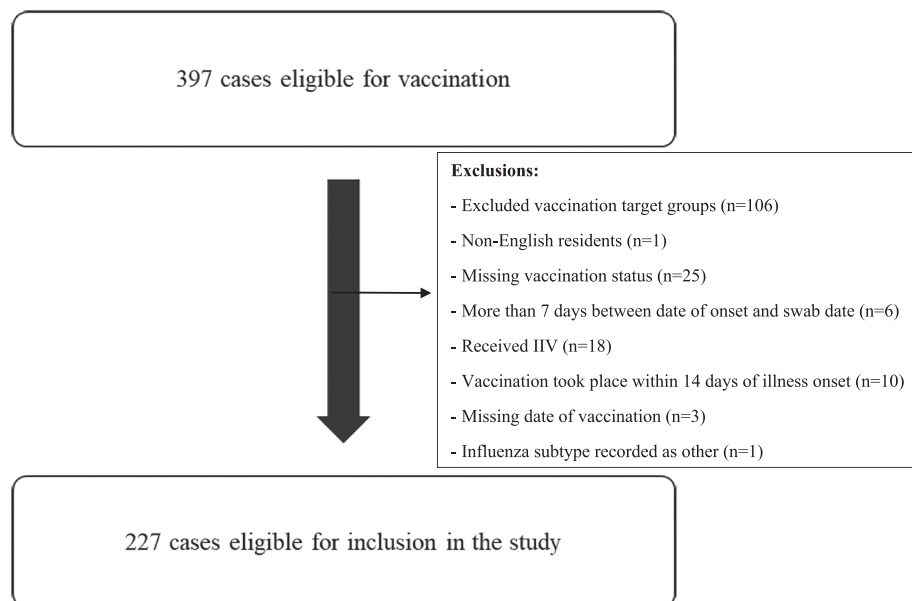 397 cases eligible for vaccination
Exclusions:
- Excluded vaccination target groups (n=106)
- Non-English residents (n=1)
- Missing vaccination status (n=25)
- More than 7 days between date of onset and swab date (n=6)
- Received IIV (n=18)
- Vaccination took place within 14 days of illness onset (n=10)
- Missing date of vaccination (n=3)
- Influenza subtype recorded as other (n=1)
227 cases eligible for inclusion in the study